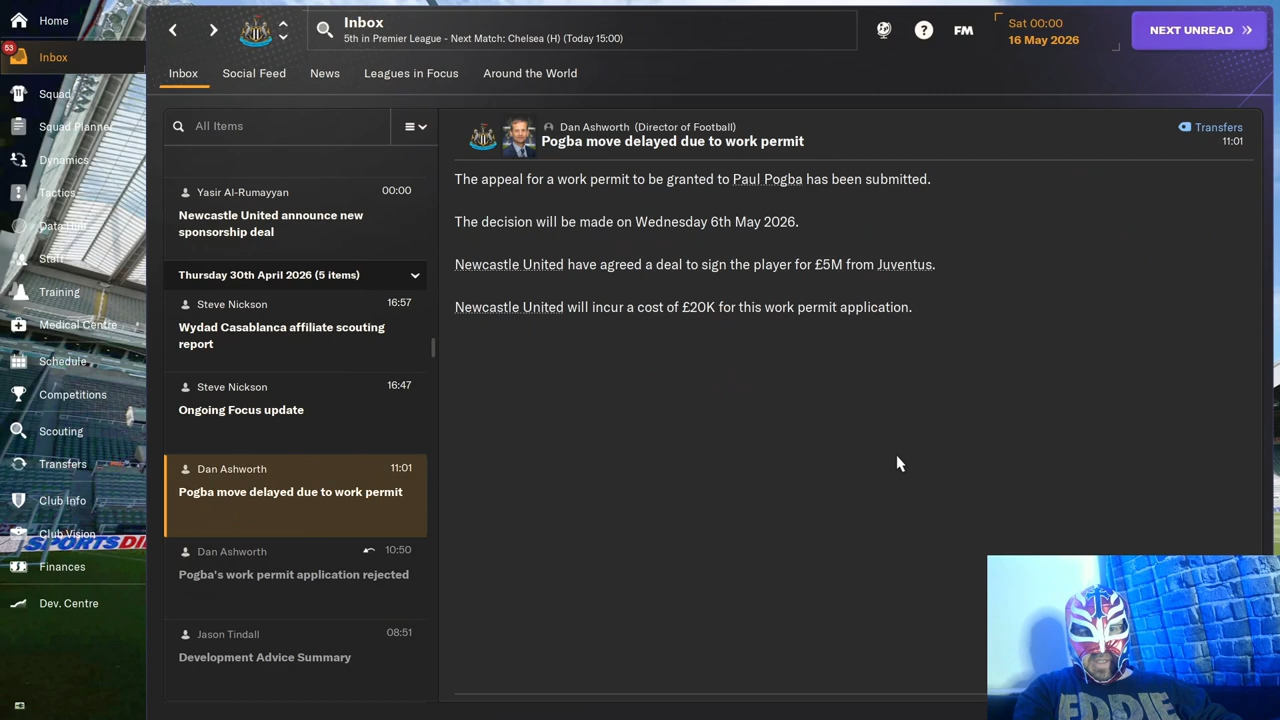 Home
53
Inbox
Squad
Squad Planner
Dynamics
Tactics
Staff
Training
Medical Centre
Schedule
Competitions
Scouting
Transfers
Club Info
Club Vision
SPORTS DI
Finances
Dev. Centre
Inbox
5th in Premier League - Next Match: Chelsea (H) (Today 15:00)
?
FM
Sat 00:00
16 May 2026
NEXT UNREAD
Inbox
Social Feed
News
Leagues in Focus
Around the World
All Items
Yasir Al-Rumayyan
00:00
Newcastle United announce new
sponsorship deal
Thursday 30th April 2026 (5 items)
Steve Nickson
16:57
Wydad Casablanca affiliate scouting
report
Steve Nickson
16:47
Ongoing Focus update
Dan Ashworth
11:01
Pogba move delayed due to work permit
Dan Ashworth
10:50
Pogba's work permit application rejected
Jason Tindall
08:51
Development Advice Summary
Dan Ashworth (Director of Football)
Pogba move delayed due to work permit
Transfers
11:01
The appeal for a work permit to be granted to Paul Pogba has been submitted.
The decision will be made on Wednesday 6th May 2026.
Newcastle United have agreed a deal to sign the player for £5M from Juventus.
Newcastle United will incur a cost of £20K for this work permit application.
EDDIE